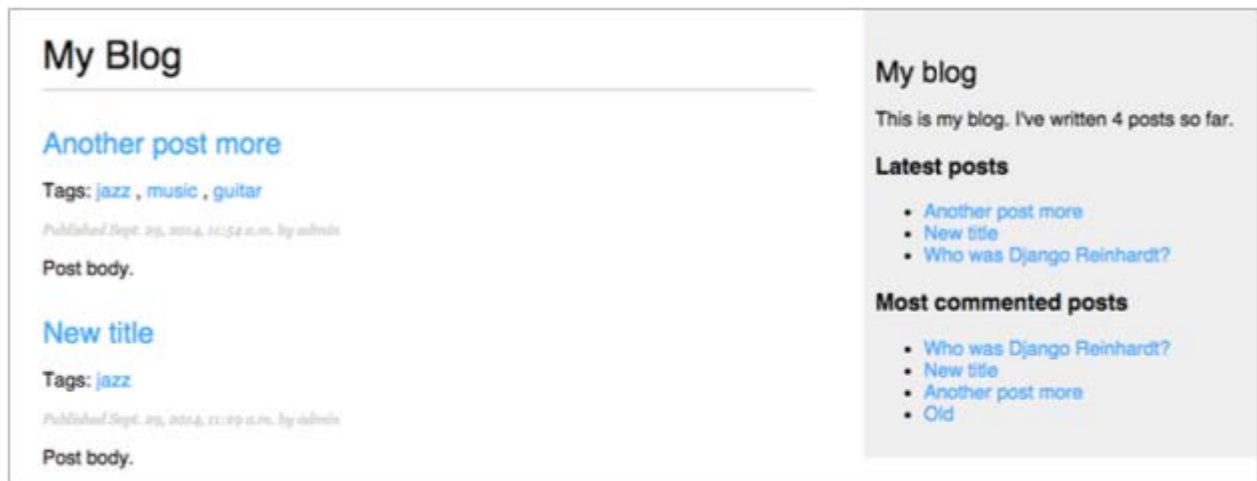 My Blog
Another post more
Tags: jazz , music , guitar
Published Sept. 29, 2014, 11:54 a.m. by admin
Post body.
New title
Tags: jazz
Published Sept. 29, 2014, 11:29 a.m. by admin
Post body.
My blog
This is my blog. I've written 4 posts so far.
Latest posts
Another post more
New title
Who was Django Reinhardt?
Most commented posts
Who was Django Reinhardt?
New title
Another post more
Old